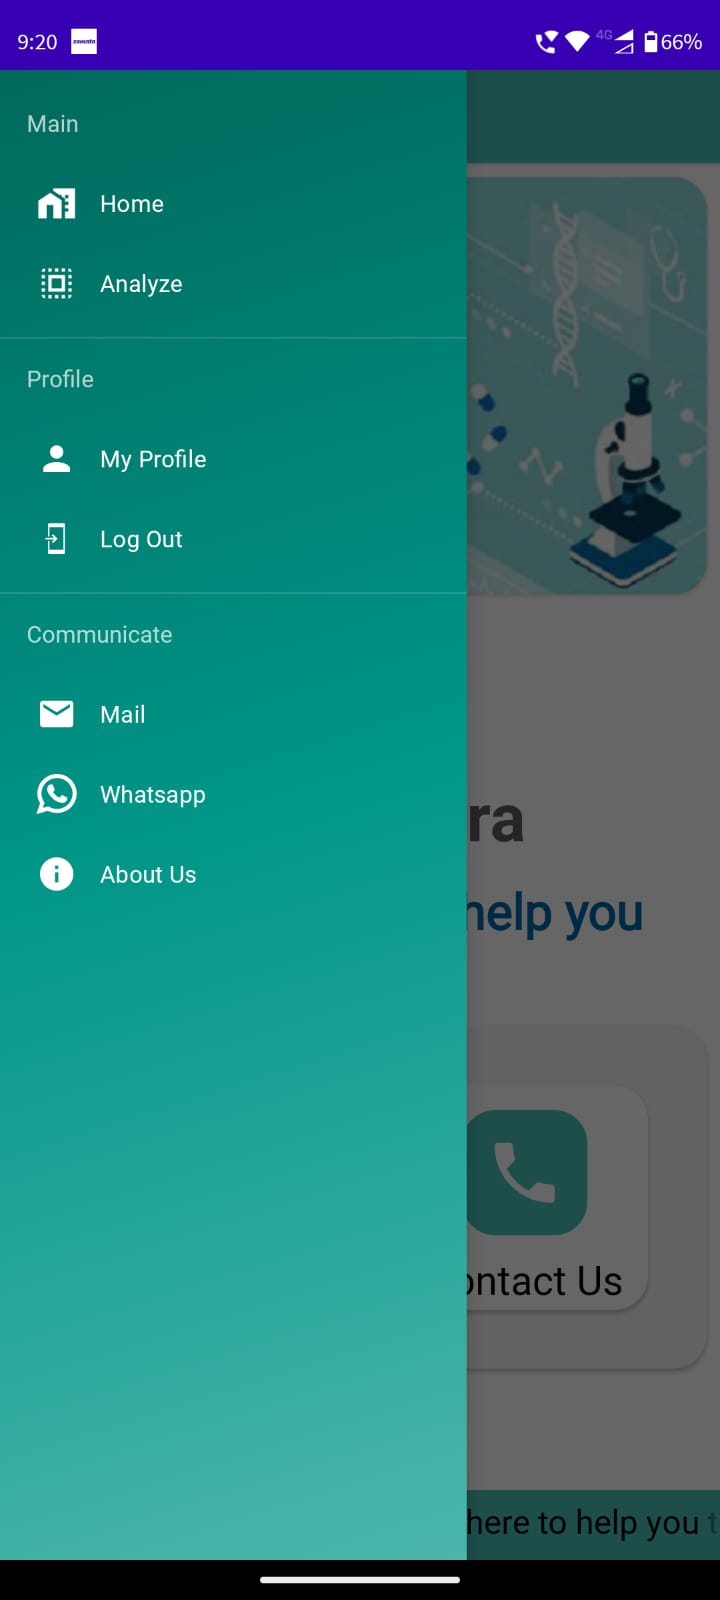 9:20 zomato 4G 66%
Main
Home
Analyze
Profile
My Profile
Log Out
Communicate
Mail
Whatsapp
About Us
ra
help you
ontact Us
here to help you t